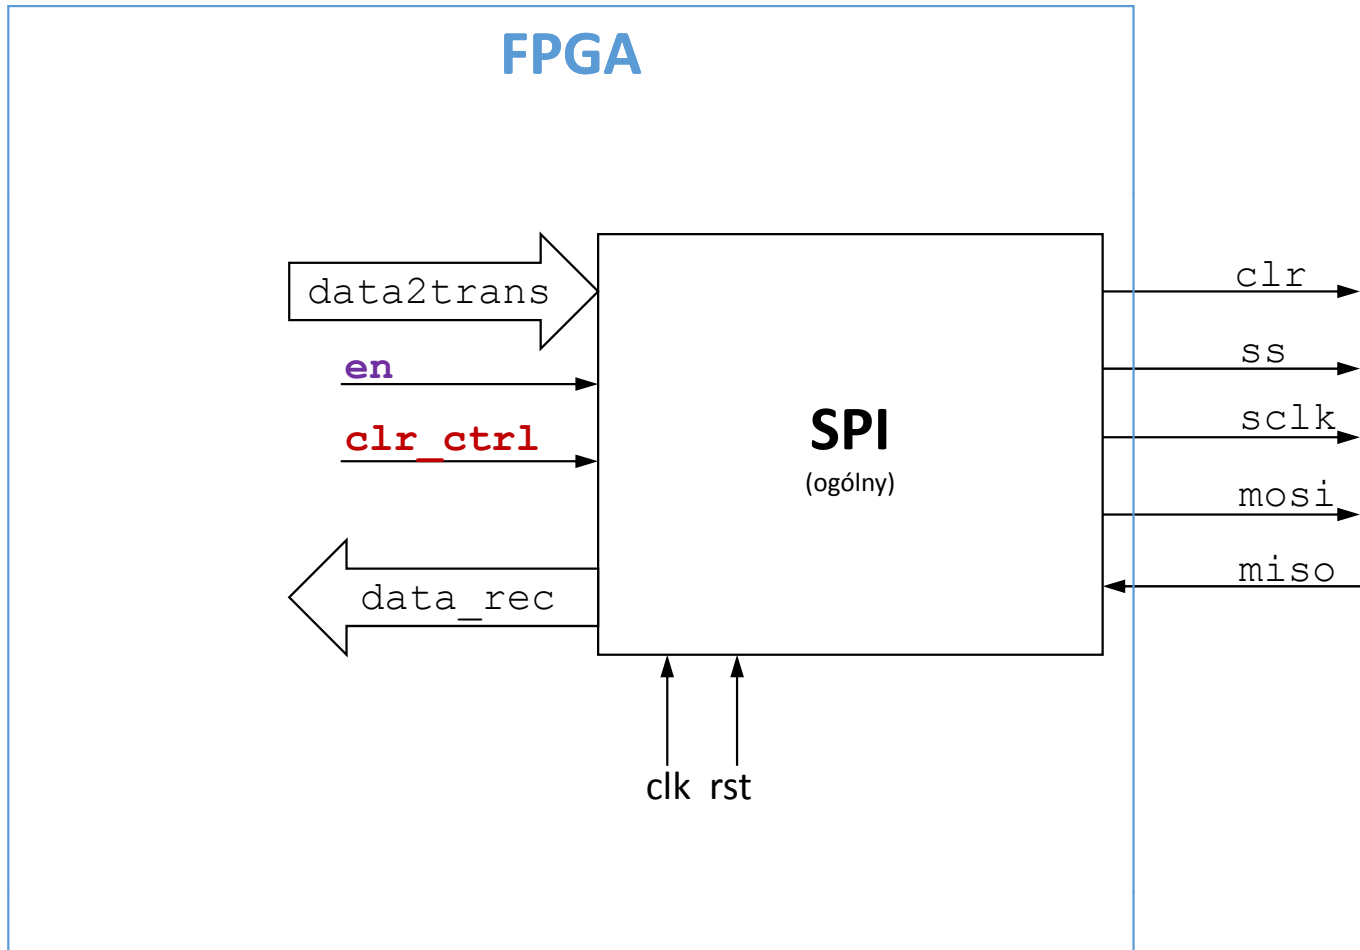 FPGA
data2trans
en
clr_ctrl
data_rec
SPI
(ogólny)
clr
ss
sclk
mosi
miso
clk rst